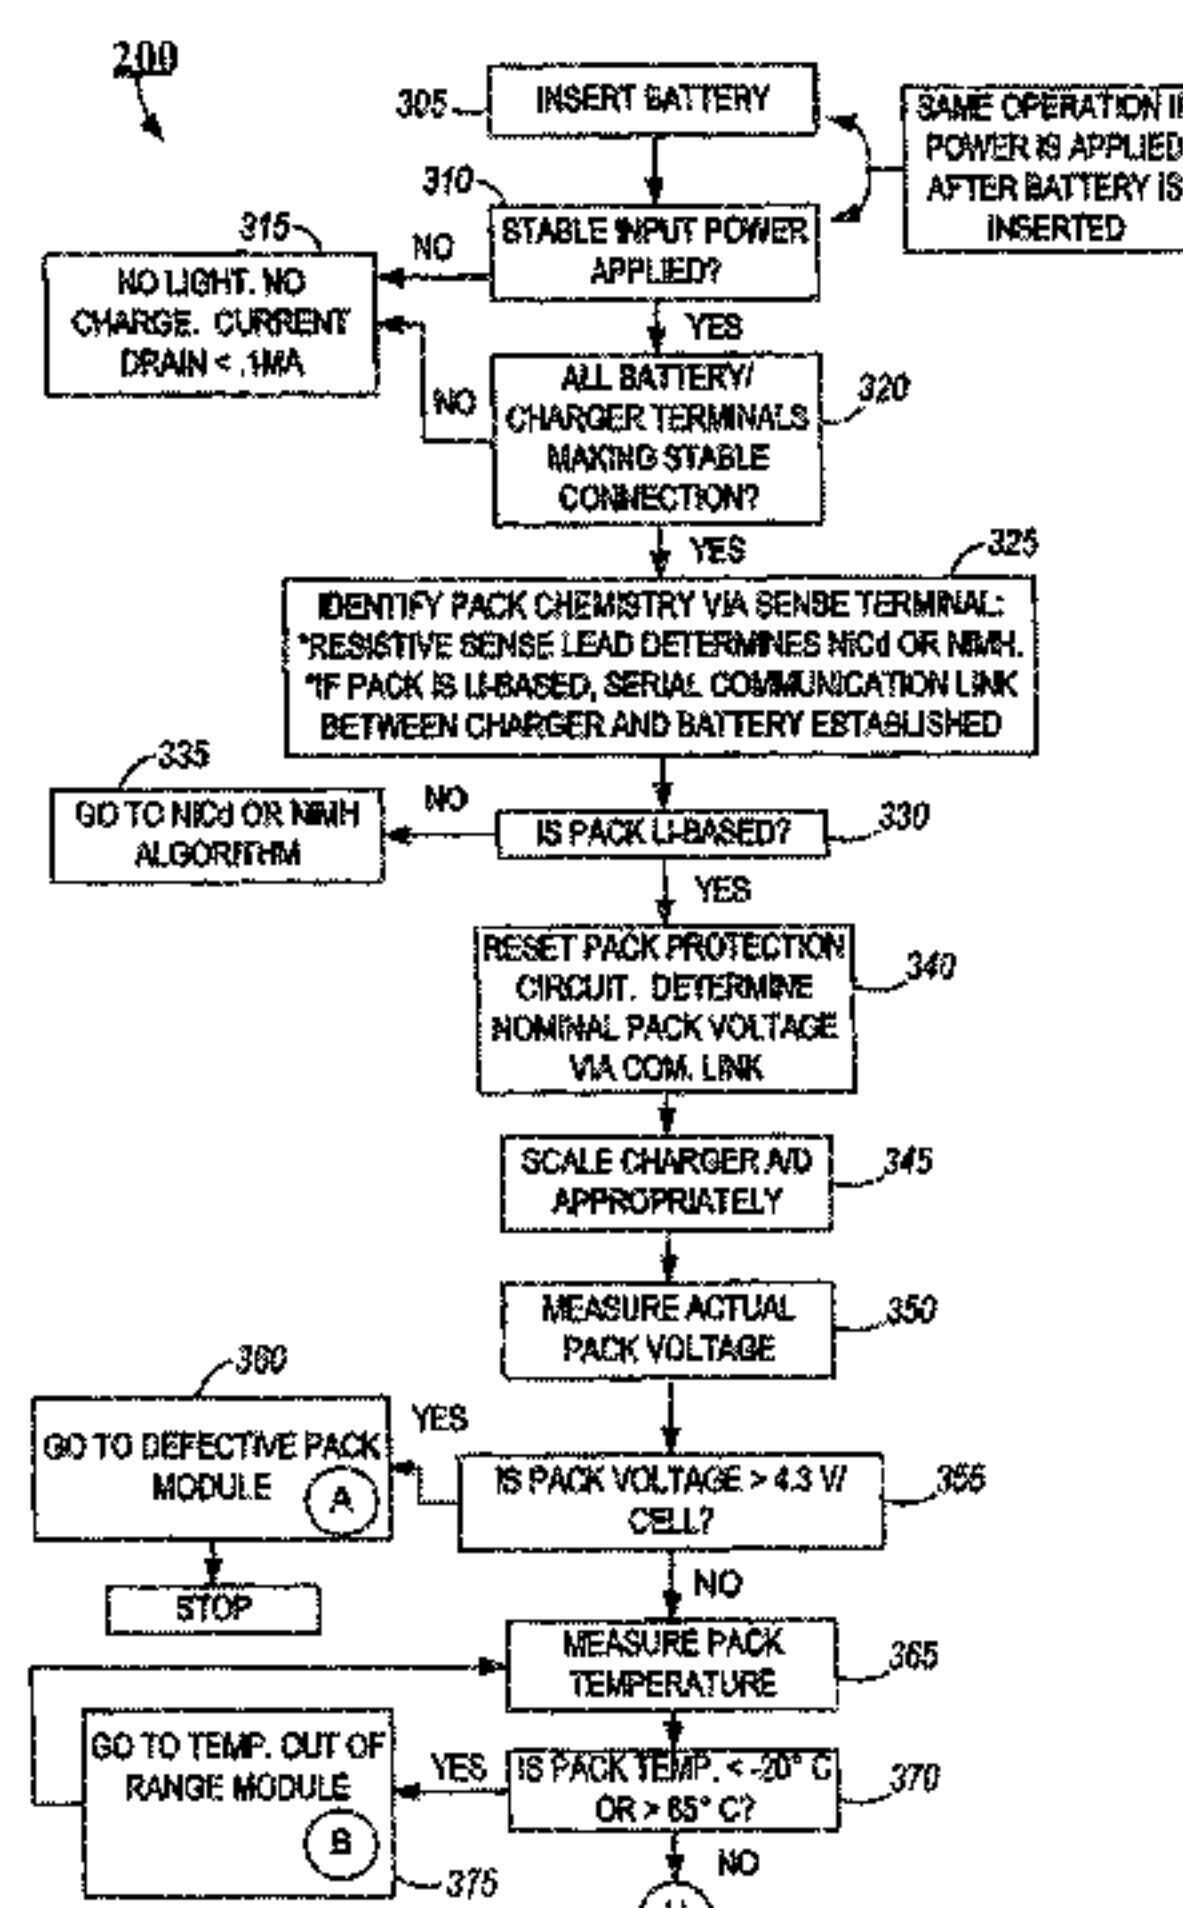 200
305
INSERT BATTERY
SAME OPERATION IF
POWER IS APPLIED
AFTER BATTERY IS
INSERTED
310
STABLE INPUT POWER
APPLIED?
315
NO
NO LIGHT. NO
CHARGE. CURRENT
DRAIN < .1MA
YES
ALL BATTERY/
CHARGER TERMINALS
MAKING STABLE
CONNECTION?
320
NO
YES
325
IDENTIFY PACK CHEMISTRY VIA SENSE TERMINAL:
*RESISTIVE SENSE LEAD DETERMINES NiCd OR NiMH.
*IF PACK IS LI-BASED, SERIAL COMMUNICATION LINK
BETWEEN CHARGER AND BATTERY ESTABLISHED
335
GO TO NiCd OR NiMH
ALGORITHM
NO
IS PACK LI-BASED?
330
YES
RESET PACK PROTECTION
CIRCUIT. DETERMINE
NOMINAL PACK VOLTAGE
VIA COM. LINK
340
SCALE CHARGER A/D
APPROPRIATELY
345
MEASURE ACTUAL
PACK VOLTAGE
350
360
GO TO DEFECTIVE PACK
MODULE
A
YES
IS PACK VOLTAGE > 4.3 V/
CELL?
355
STOP
NO
MEASURE PACK
TEMPERATURE
365
GO TO TEMP. OUT OF
RANGE MODULE
B
375
YES
IS PACK TEMP. < -20° C
OR > 65° C?
370
NO